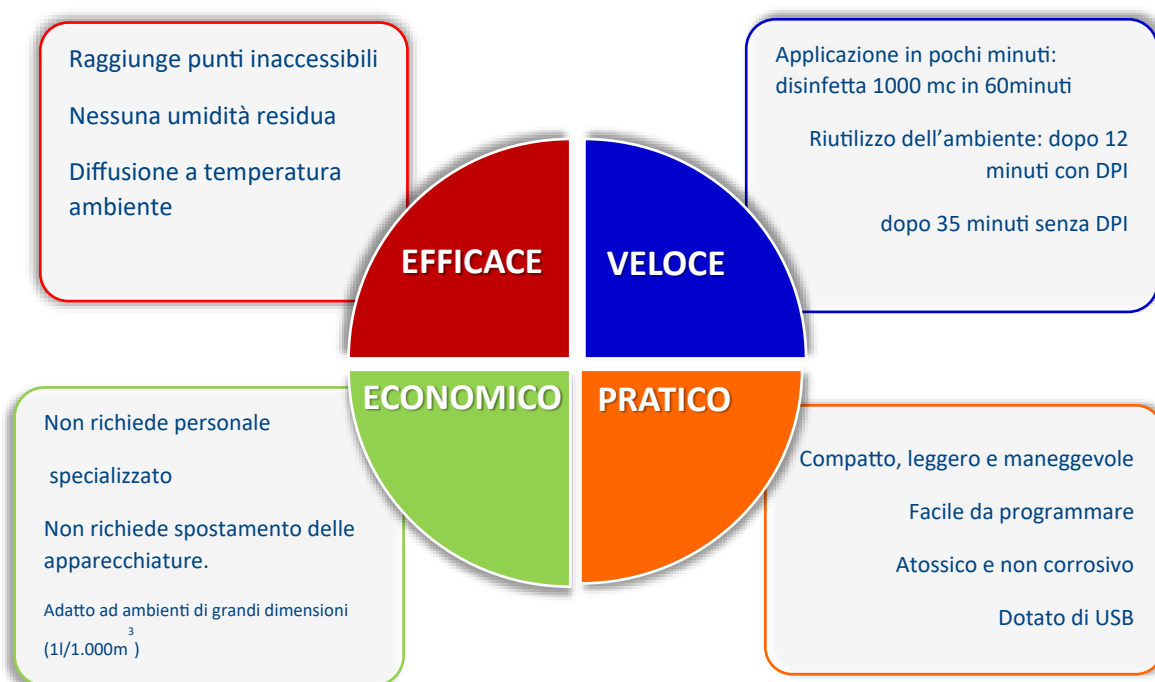 Raggiunge punti inaccessibili
Nessuna umidità residua
Diffusione a temperatura
ambiente
Applicazione in pochi minuti:
disinfetta 1000 mc in 60minuti
Riutilizzo dell’ambiente: dopo 12
minuti con DPI
dopo 35 minuti senza DPI
EFFICACE
VELOCE
ECONOMICO
PRATICO
Non richiede personale
specializzato
Non richiede spostamento delle
apparecchiature.
Adatto ad ambienti di grandi dimensioni
(1l/1.000m³)
Compatto, leggero e maneggevole
Facile da programmare
Atossico e non corrosivo
Dotato di USB